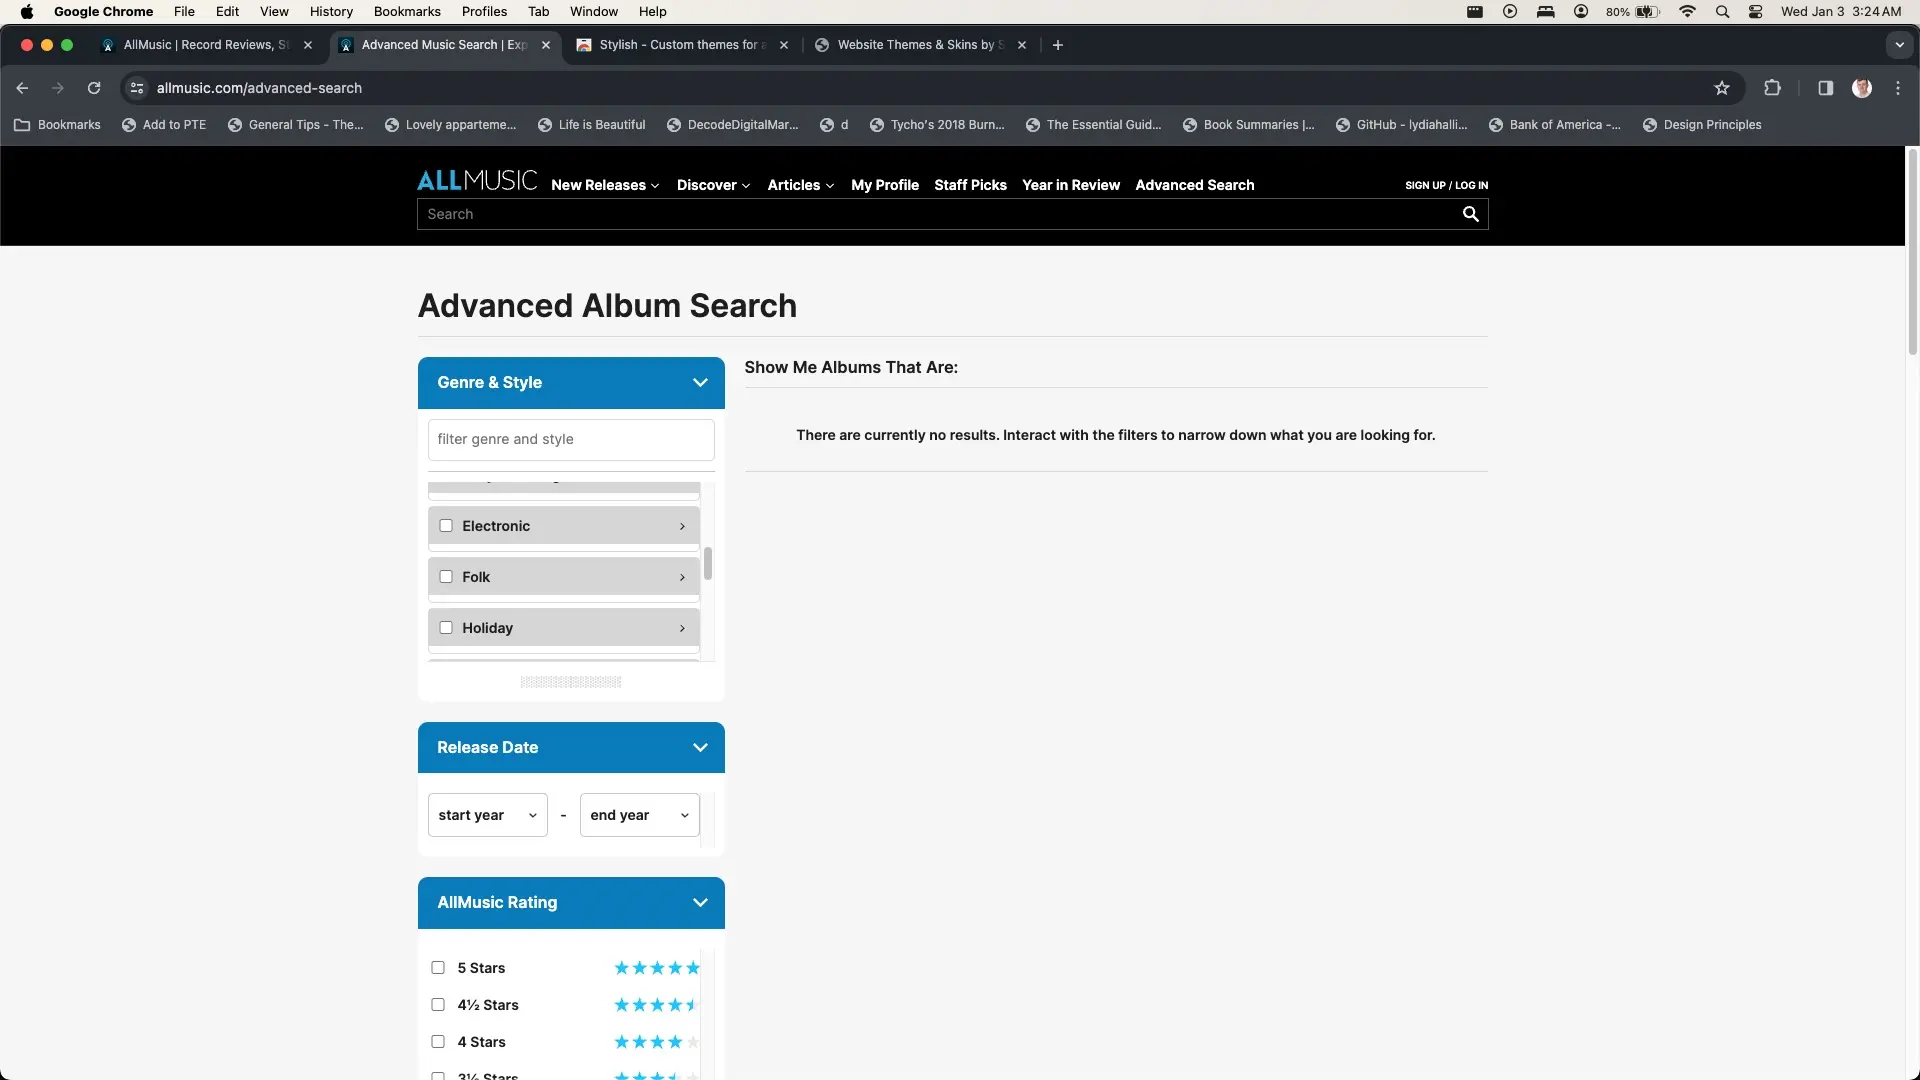 Google Chrome File Edit View History Bookmarks Profiles Tab Window Help 80% Wed Jan 3 3:24 AM
AllMusic | Record Reviews, St Advanced Music Search | Exp Stylish - Custom themes for a Website Themes & Skins by S
allmusic.com/advanced-search
Bookmarks Add to PTE General Tips - The... Lovely apparteme... Life is Beautiful DecodeDigitalMar... d Tycho's 2018 Burn... The Essential Guid... Book Summaries |... GitHub - lydiahalli... Bank of America -... Design Principles
ALLMUSIC New Releases Discover Articles My Profile Staff Picks Year in Review Advanced Search SIGN UP / LOG IN
Search
Advanced Album Search
Genre & Style
filter genre and style
Electronic
Folk
Holiday
Release Date
start year - end year
AllMusic Rating
5 Stars
4½ Stars
4 Stars
3½ Stars
Show Me Albums That Are:
There are currently no results. Interact with the filters to narrow down what you are looking for.